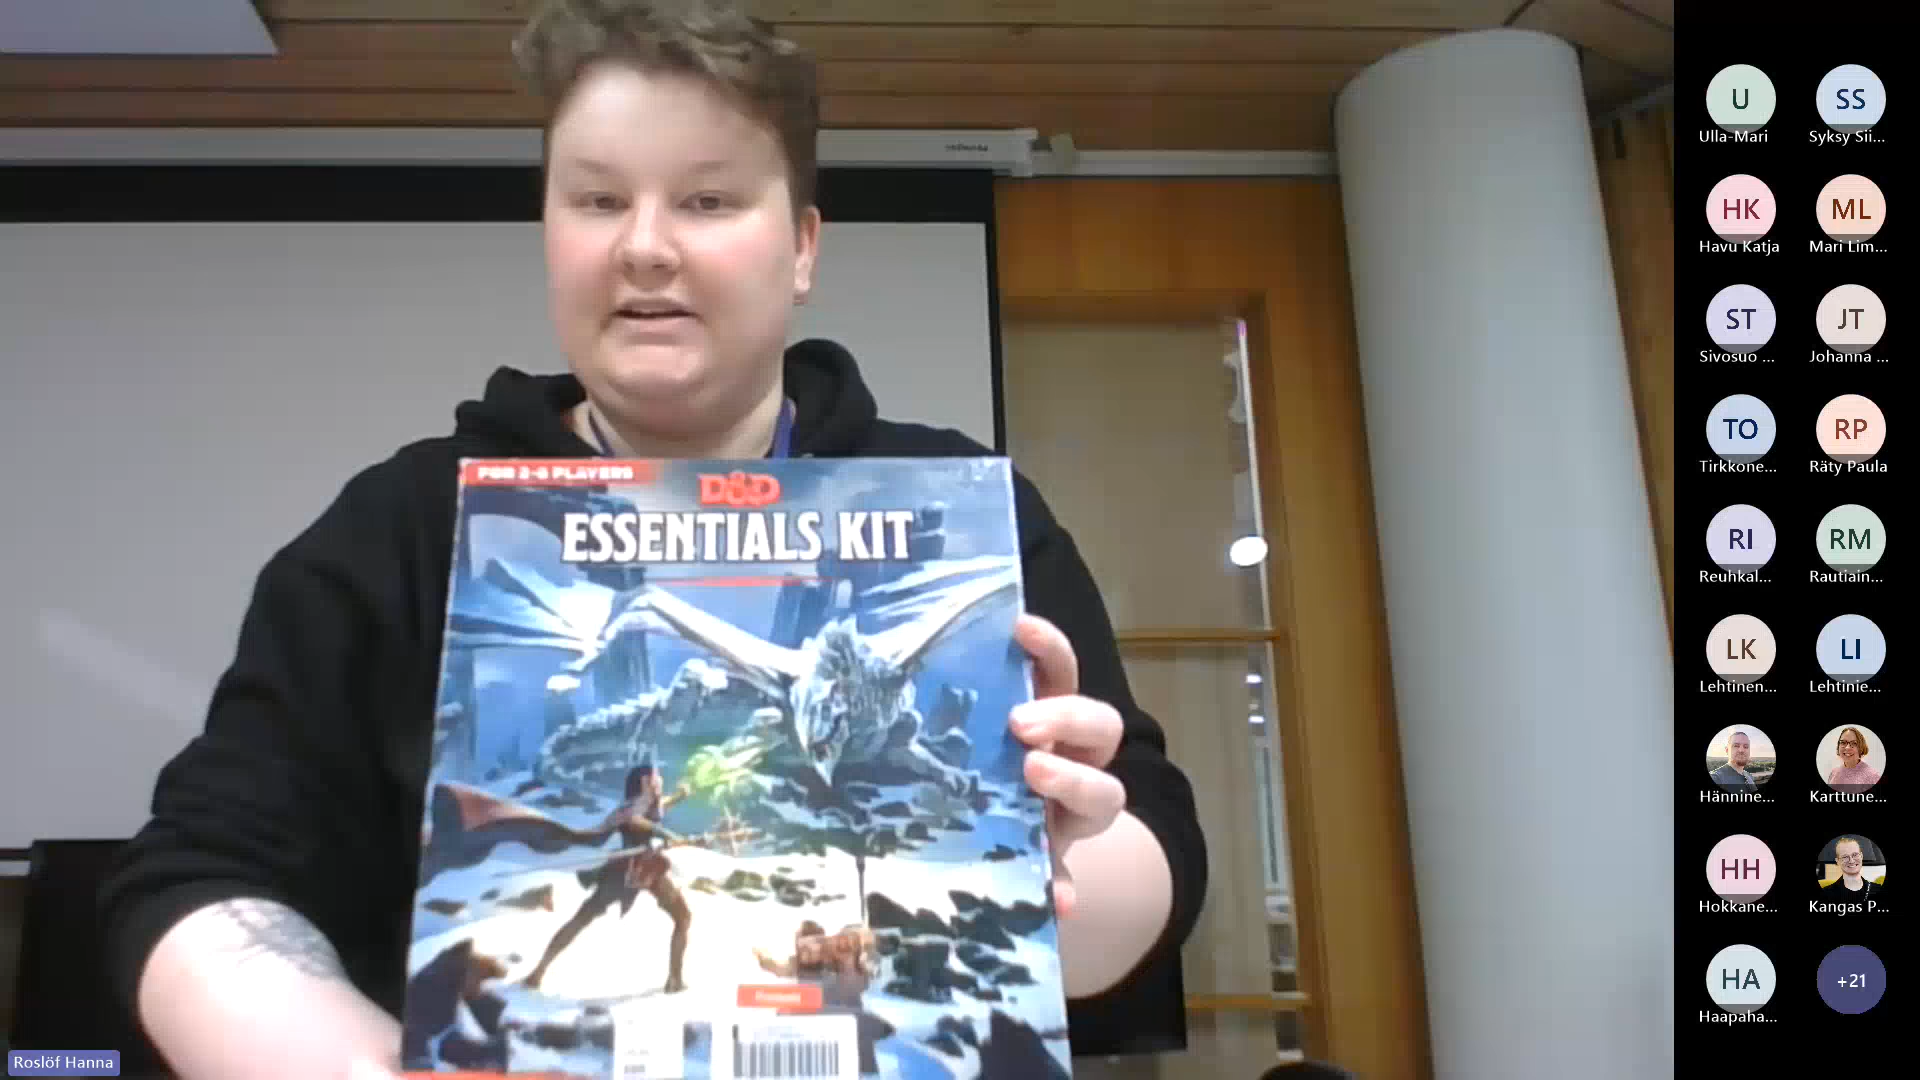 FOR 2-6 PLAYERS
D&D
ESSENTIALS KIT
Roslöf Hanna
U
Ulla-Mari
SS
Syksy Sii...
HK
Havu Katja
ML
Mari Lim...
ST
Sivosuo ...
JT
Johanna ...
TO
Tirkkone...
RP
Räty Paula
RI
Reuhkal...
RM
Rautiain...
LK
Lehtinen...
LI
Lehtinie...
Hännine...
Karttune...
HH
Hokkane...
Kangas P...
HA
Haapaha...
+21